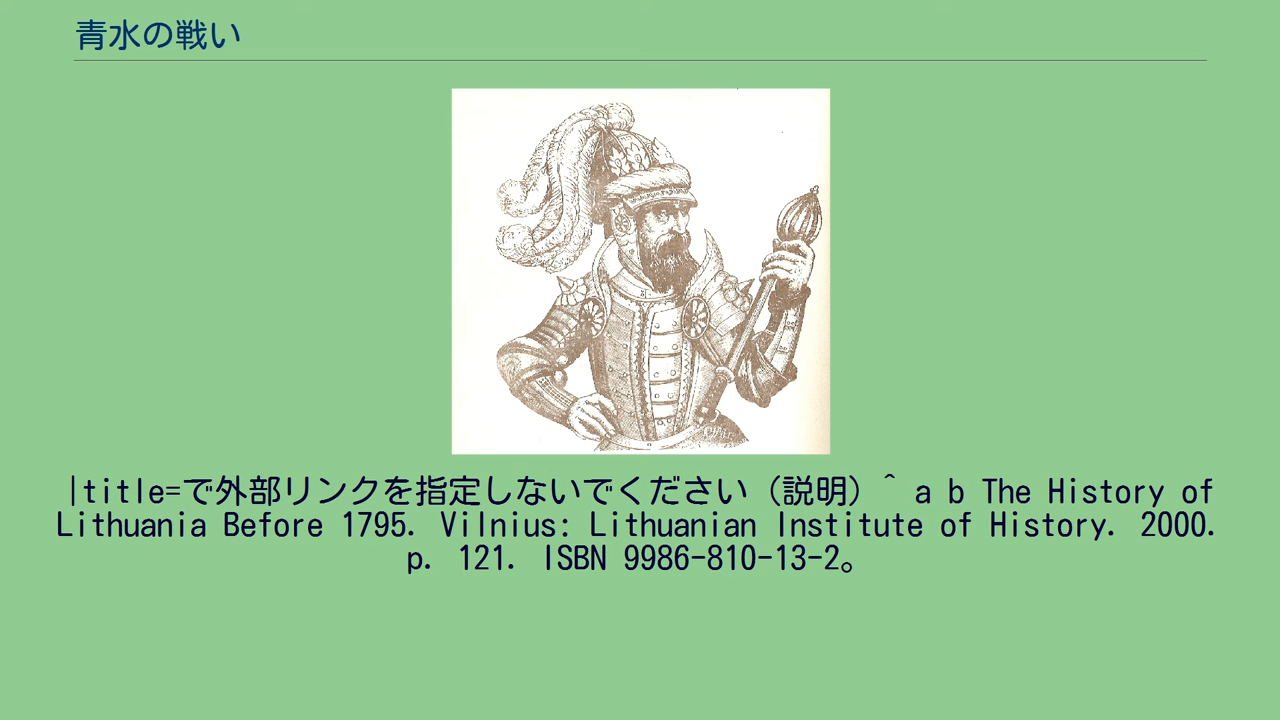 青水の戦い
|title=で外部リンクを指定しないでください（説明）^ a b The History of
Lithuania Before 1795. Vilnius: Lithuanian Institute of History. 2000.
p. 121. ISBN 9986-810-13-2。